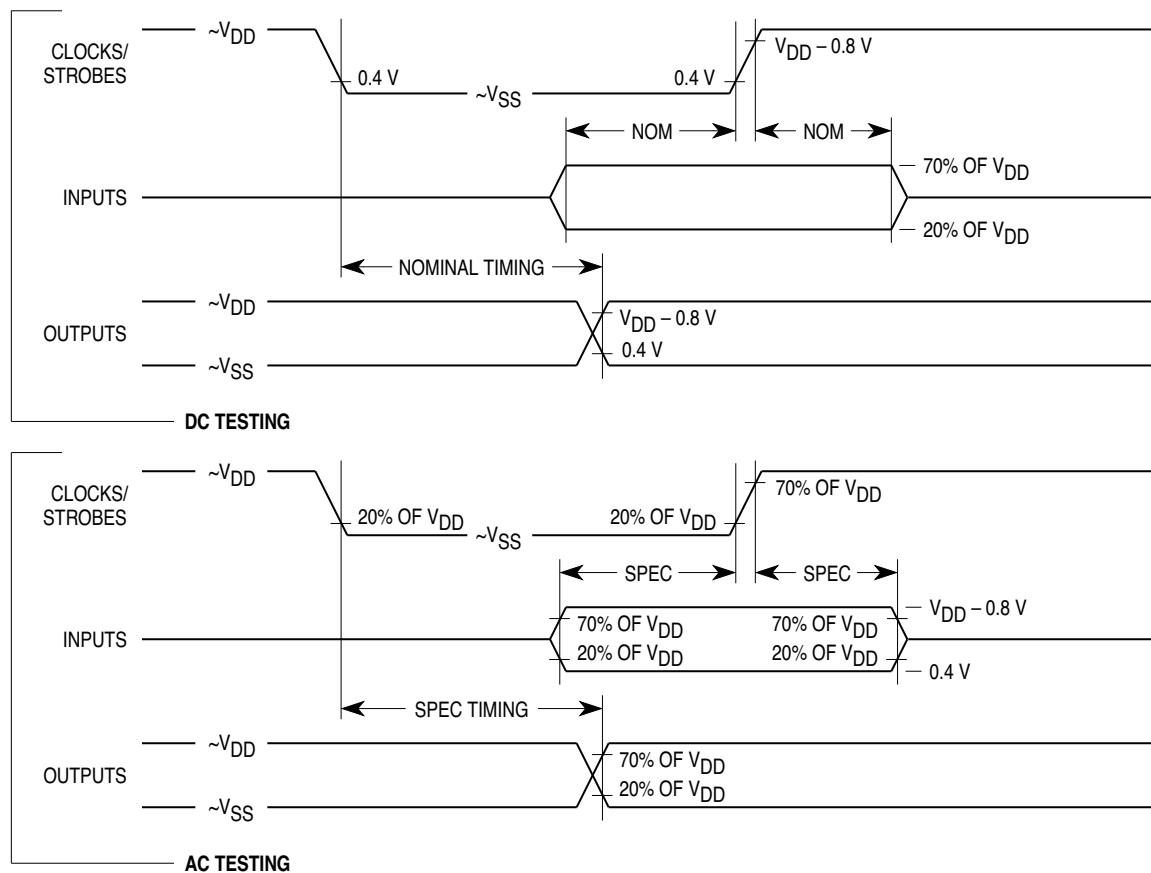 CLOCKS/
STROBES
~VDD
0.4 V
~VSS
0.4 V
VDD – 0.8 V
NOM
NOM
INPUTS
70% OF VDD
20% OF VDD
NOMINAL TIMING
OUTPUTS
~VDD
VDD – 0.8 V
0.4 V
~VSS
DC TESTING
CLOCKS/
STROBES
~VDD
20% OF VDD
~VSS
20% OF VDD
70% OF VDD
SPEC
SPEC
INPUTS
70% OF VDD
20% OF VDD
70% OF VDD
20% OF VDD
VDD – 0.8 V
0.4 V
SPEC TIMING
OUTPUTS
~VDD
70% OF VDD
20% OF VDD
~VSS
AC TESTING